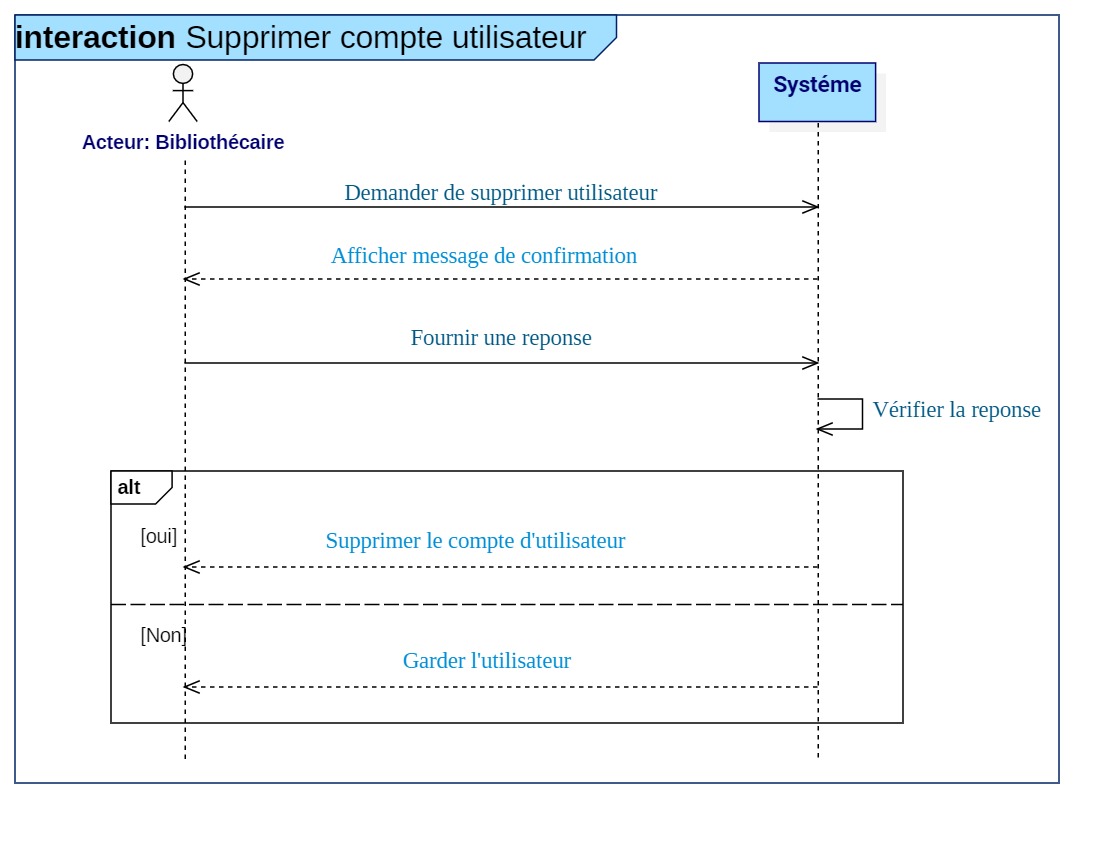 interaction Supprimer compte utilisateur
Systéme
Acteur: Bibliothécaire
Demander de supprimer utilisateur
Afficher message de confirmation
Fournir une reponse
Vérifier la reponse
alt
[oui]
Supprimer le compte d'utilisateur
[Non]
Garder l'utilisateur